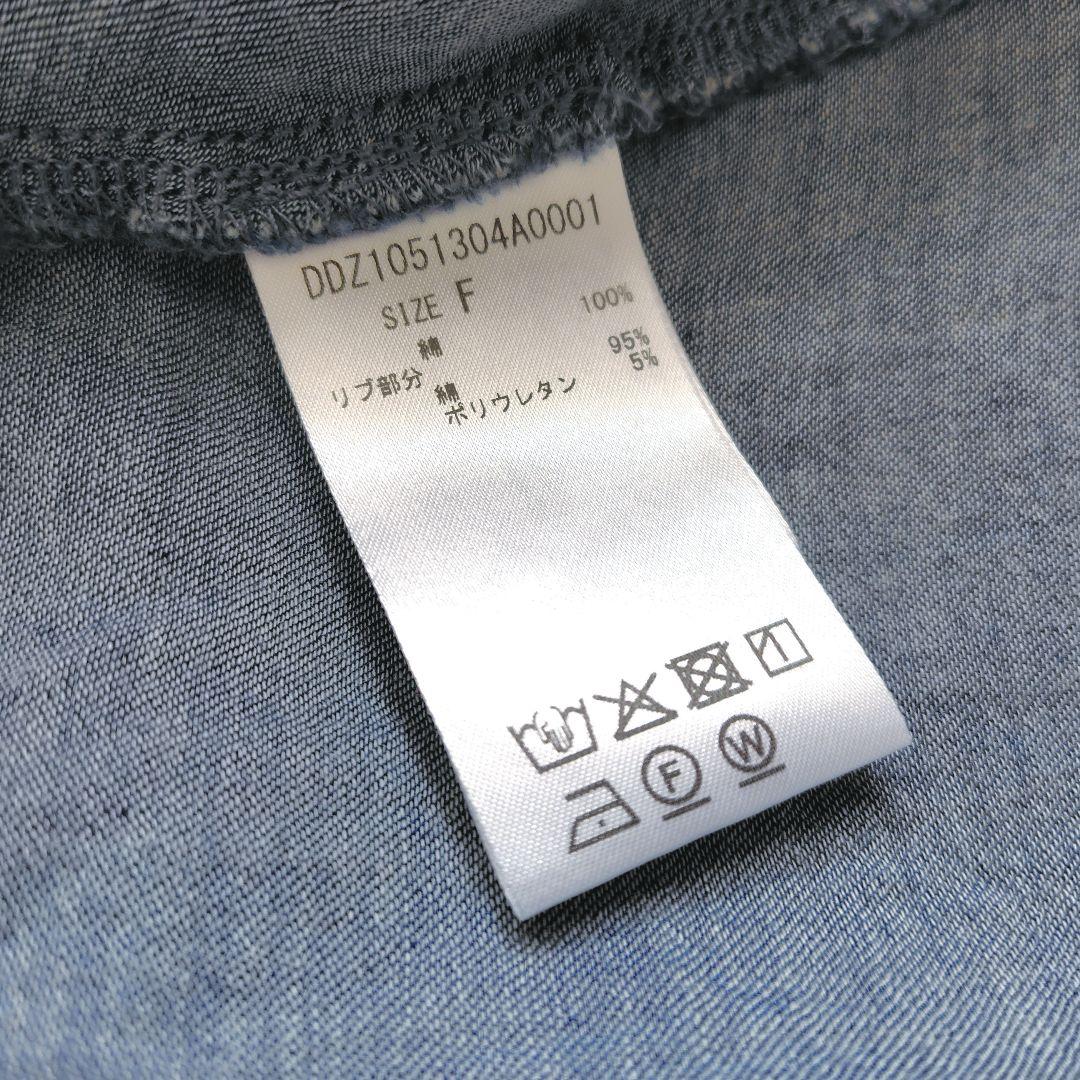 DDZ1051304A0001
SIZE F
綿 100%
リブ部分
綿 95%
ポリウレタン 5%
F W